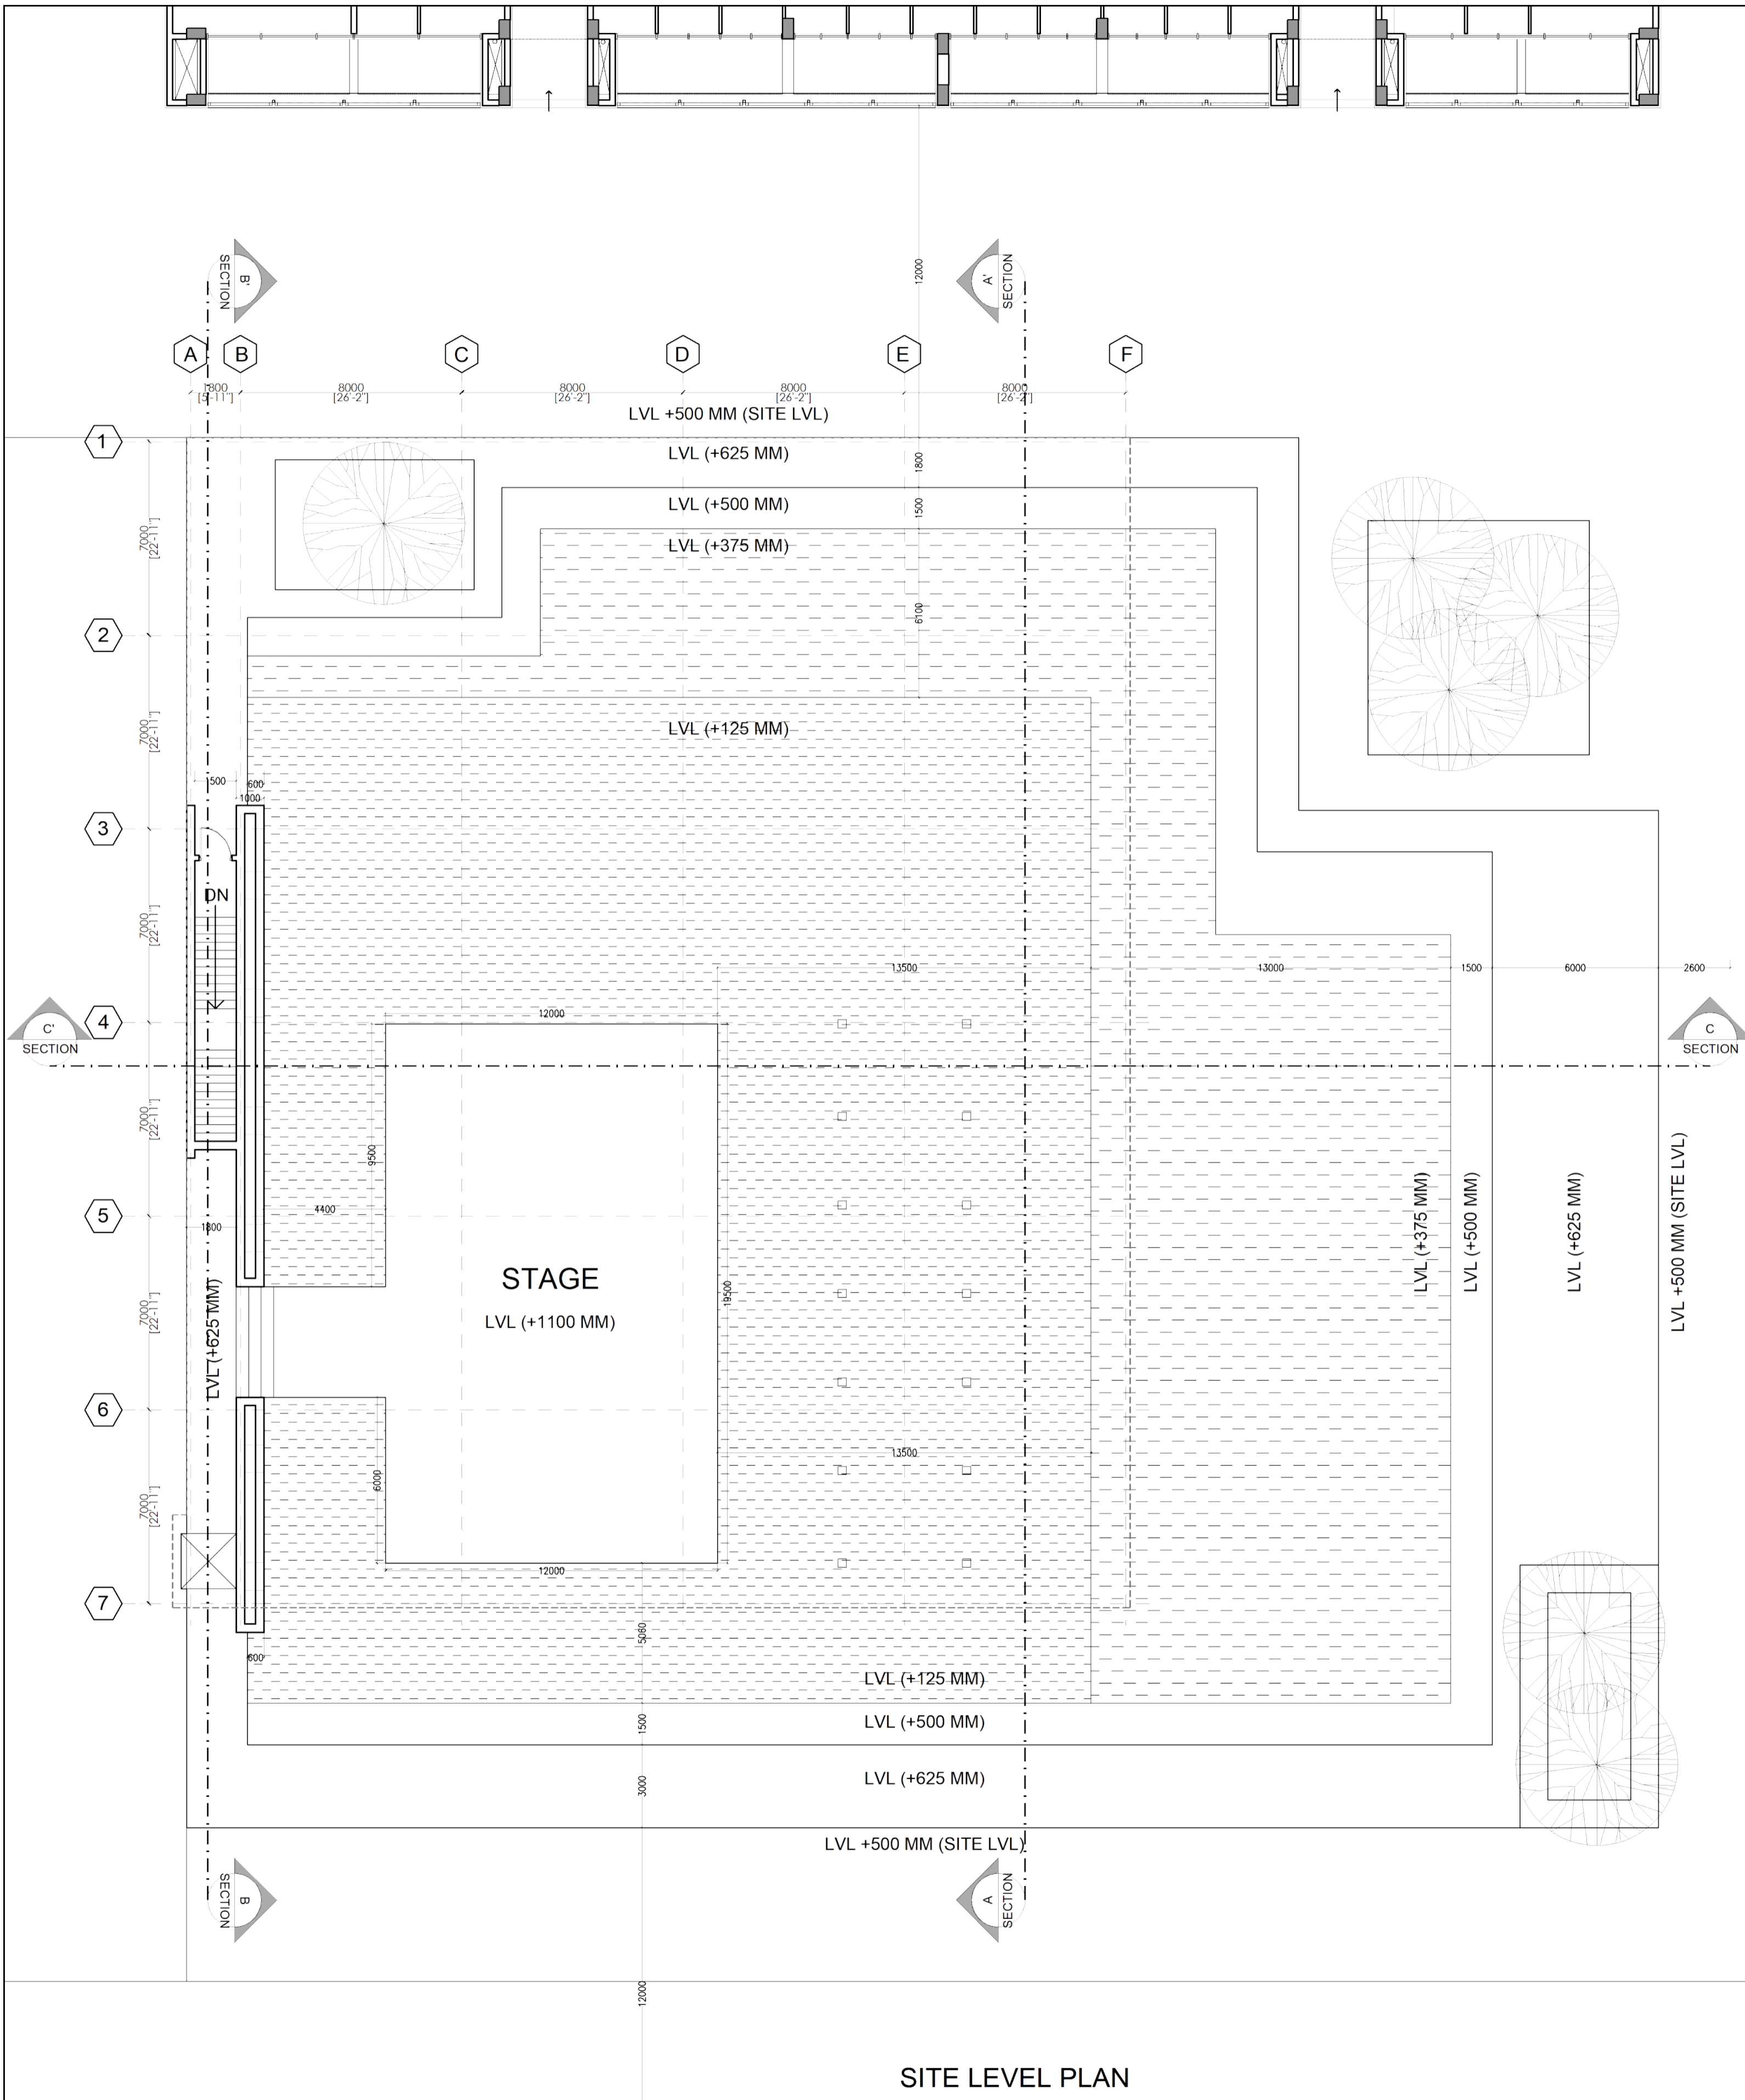 12000
SECTION
B'
A'
SECTION
A
B
C
D
E
F
1800
[5'-11"]
8000
[26'-2"]
8000
[26'-2"]
8000
[26'-2"]
8000
[26'-2"]
LVL +500 MM (SITE LVL)
1
LVL (+625 MM)
1800
LVL (+500 MM)
1500
7000
[22'-11"]
LVL (+375 MM)
6100
2
7000
[22'-11"]
LVL (+125 MM)
1500
600
1000
3
DN
7000
[22'-11"]
13500
13000
1500
6000
2600
C'
SECTION
4
12000
C
SECTION
7000
[22'-11"]
9500
4400
5
1800
LVL (+375 MM)
LVL (+500 MM)
LVL (+625 MM)
LVL +500 MM (SITE LVL)
STAGE
LVL (+1100 MM)
19500
7000
[22'-11"]
LVL (+625 MM)
6
13500
6000
7000
[22'-11"]
12000
7
5060
600
LVL (+125 MM)
1500
LVL (+500 MM)
3000
LVL (+625 MM)
LVL +500 MM (SITE LVL)
SECTION
B
A
SECTION
12000
SITE LEVEL PLAN